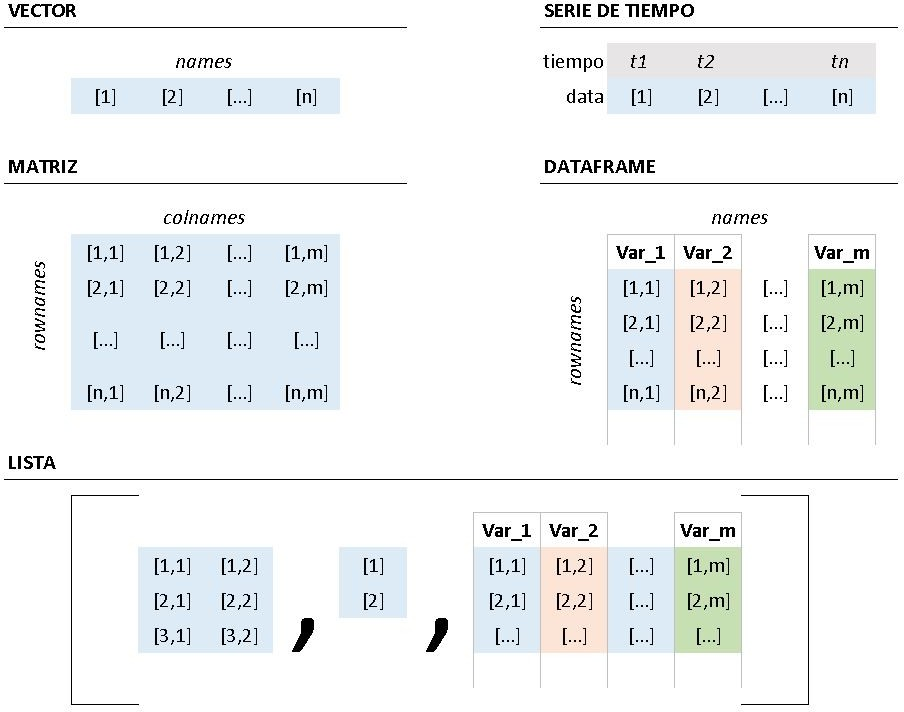 VECTOR
names
[1] [2] [...] [n]
SERIE DE TIEMPO
tiempo t1 t2 tn
data [1] [2] [...] [n]
MATRIZ
colnames
rownames
[1,1] [1,2] [...] [1,m]
[2,1] [2,2] [...] [2,m]
[...] [...] [...] [...]
[n,1] [n,2] [...] [n,m]
DATAFRAME
names
Var_1 Var_2 Var_m
rownames
[1,1] [1,2] [...] [1,m]
[2,1] [2,2] [...] [2,m]
[...] [...] [...] [...]
[n,1] [n,2] [...] [n,m]
LISTA
[1,1] [1,2]
[2,1] [2,2]
[3,1] [3,2]
,
[1]
[2]
,
Var_1 Var_2 Var_m
[1,1] [1,2] [...] [1,m]
[2,1] [2,2] [...] [2,m]
[...] [...] [...] [...]